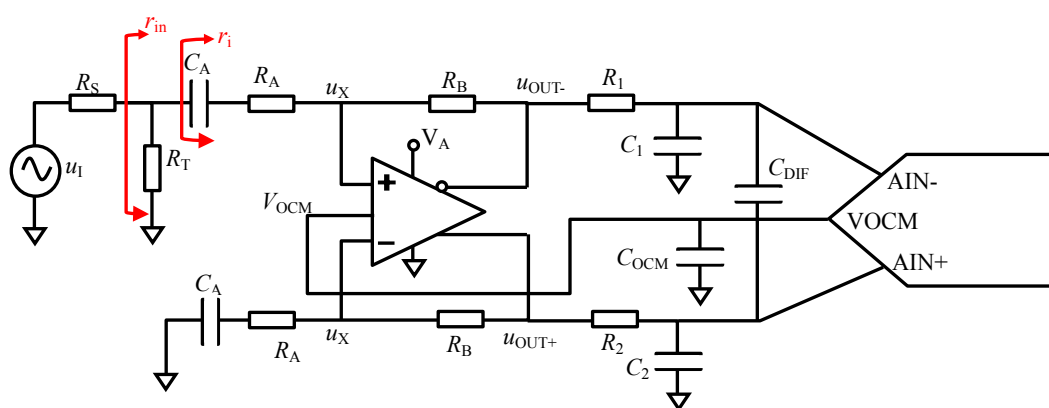 r_in
r_i
C_A
R_S
R_A
u_X
R_B
u_OUT-
R_1
V_A
u_I
R_T
C_1
C_DIF
+
AIN-
V_OCM
VOCM
−
C_OCM
AIN+
C_A
R_A
u_X
R_B
u_OUT+
R_2
C_2